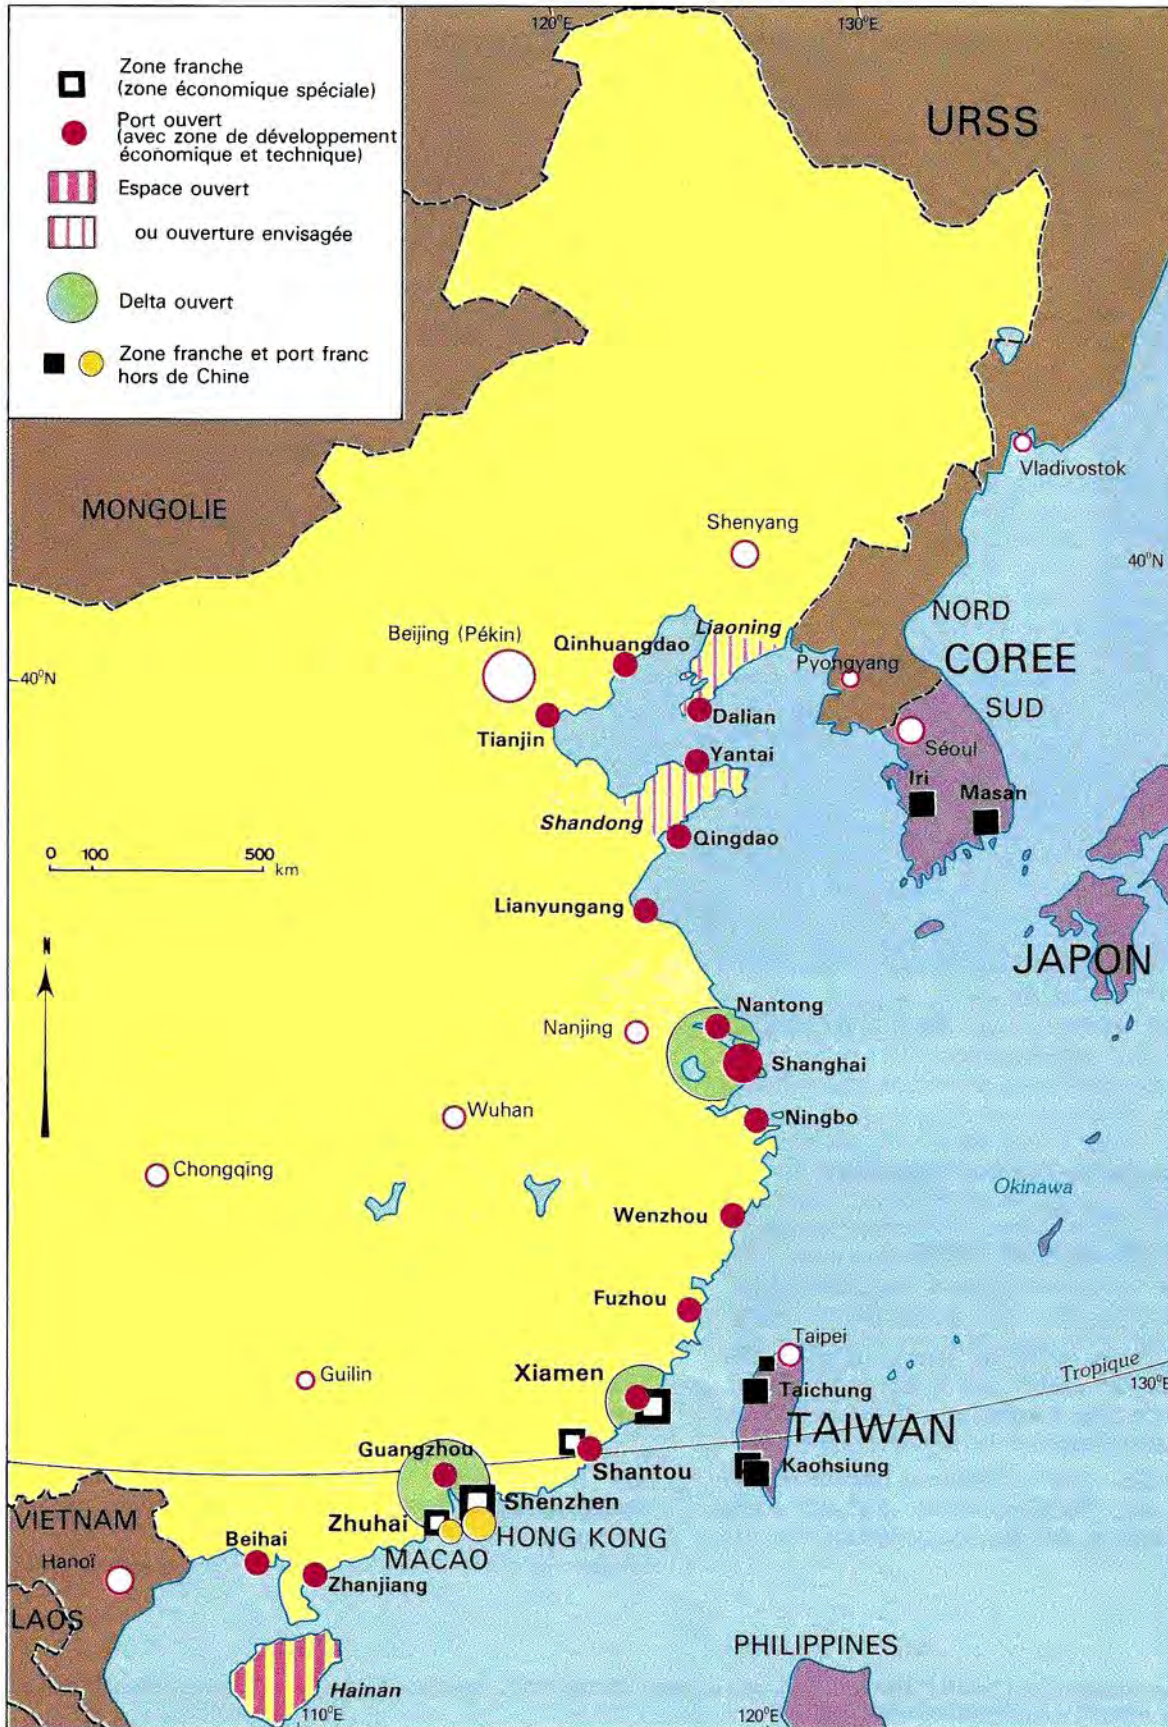 120°E
130°E
Zone franche
(zone économique spéciale)
Port ouvert
(avec zone de développement
économique et technique)
Espace ouvert
ou ouverture envisagée
Delta ouvert
Zone franche et port franc
hors de Chine
URSS
MONGOLIE
Vladivostok
Shenyang
40°N
NORD
Liaoning
Beijing (Pékin)
Qinhuangdao
COREE
Pyongyang
40°N
SUD
Dalian
Tianjin
Séoul
Yantai
Iri
Masan
Shandong
Qingdao
0 100 500
km
Lianyungang
N
JAPON
Nantong
Nanjing
Shanghai
Wuhan
Ningbo
Chongqing
Okinawa
Wenzhou
Fuzhou
Taipei
Tropique
Guilin
Xiamen
130°E
Taichung
TAIWAN
Guangzhou
Shantou
Kaohsiung
Shenzhen
VIETNAM
Zhuhai
HONG KONG
Beihai
MACAO
Hanoï
Zhanjiang
LAOS
PHILIPPINES
Hainan
110°E
120°E